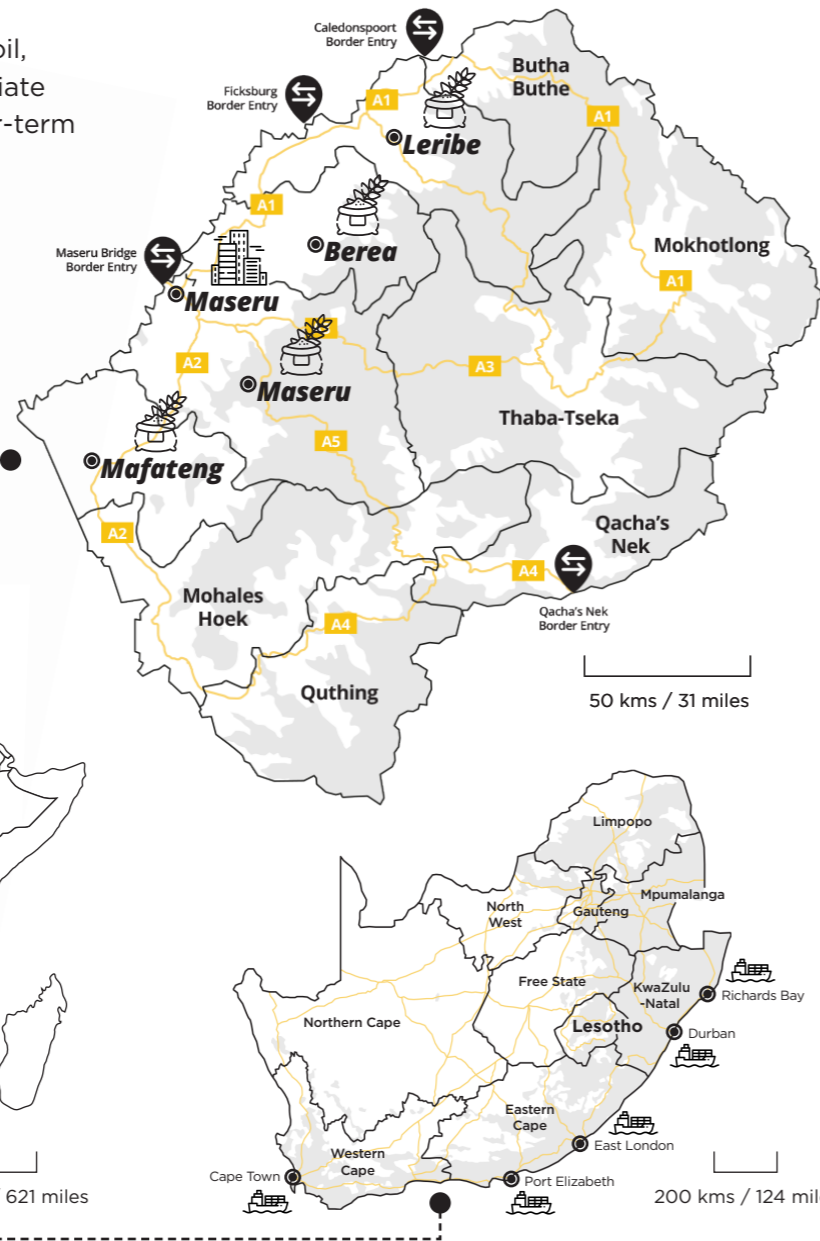 oil,
iate
r-term
Caledonspoort
Border Entry
Ficksburg
Border Entry
Butha
Buthe
A1
A1
Leribe
A1
Berea
Mokhotlong
Maseru Bridge
Border Entry
Maseru
A1
A2
Maseru
A3
Thaba-Tseka
A5
Mafateng
A2
Qacha's
Nek
A4
Mohales
Hoek
A4
Qacha's Nek
Border Entry
Quthing
50 kms / 31 miles
Limpopo
Mpumalanga
North
West
Gauteng
Free State
KwaZulu
-Natal
Richards Bay
Northern Cape
Lesotho
Durban
Eastern
Cape
East London
Western
Cape
Cape Town
Port Elizabeth
/ 621 miles
200 kms / 124 mil